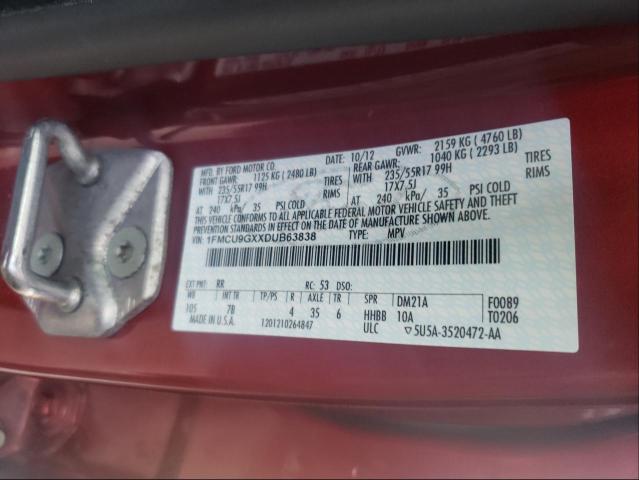 MFD. BY FORD MOTOR CO.
10/12 GVWR: 2159 KG ( 4760 LB)
FRONT GAWR: 1125 KG ( 2480 LB) REAR GAWR: 1040 KG ( 2293 LB)
WITH 235/55R17 99H TIRES WITH 235/55R17 99H TIRES
17X7.5J RIMS 17X7.5J RIMS
AT 240 kPa/ 35 PSI COLD AT 240 kPa/ 35 PSI COLD
THIS VEHICLE CONFORMS TO ALL APPLICABLE FEDERAL MOTOR VEHICLE SAFETY AND THEFT PREVENTION STANDARDS IN EFFECT ON THE
DATE OF MANUFACTURE SHOWN ABOVE.
VIN: 1FMCU9GXXDUB63838 TYPE: MPV
EXT PNT: RR RC: 53 DSO:
WB INT TR TP/PS R AXLE TR SPR DM21A F0089
105 7B 4 35 6 HHBB 10A T0206
MADE IN U.S.A. 1201210264847 ULC 5U5A-3520472-AA